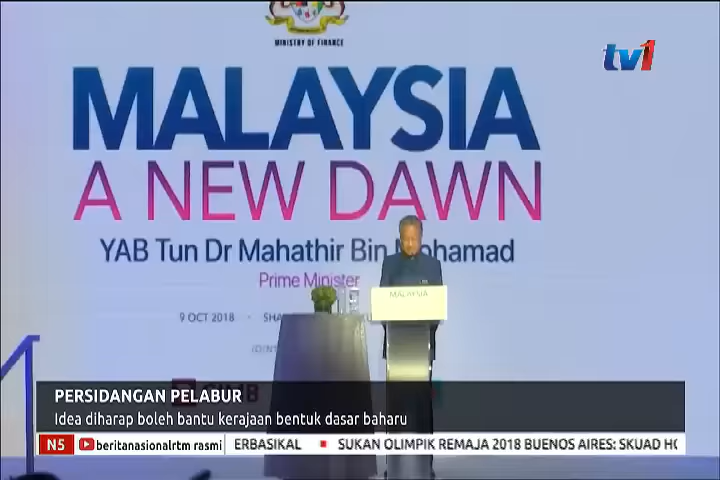 MINISTRY OF FINANCE
tv1
MALAYSIA
A NEW DAWN
YAB Tun Dr Mahathir Bin Mohamad
Prime Minister
9 OCT 2018
MALAYSIA
PERSIDANGAN PELABUR
Idea diharap boleh bantu kerajaan bentuk dasar baharu
N5 beritanasionalrtm rasmi ERBASIKAL ▪ SUKAN OLIMPIK REMAJA 2018 BUENOS AIRES: SKUAD HO